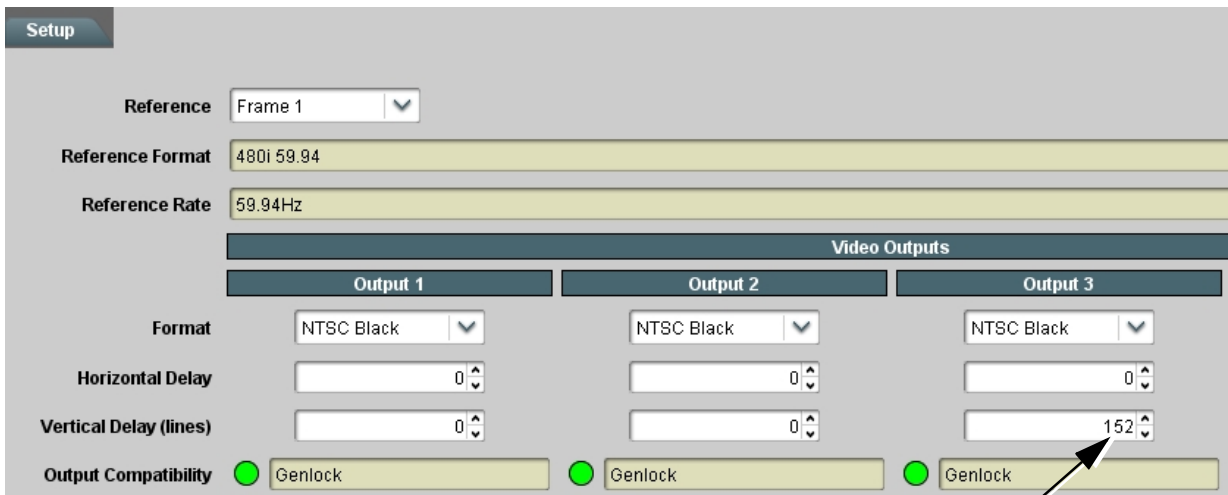 Setup
Reference Frame 1
Reference Format 480i 59.94
Reference Rate 59.94Hz
Video Outputs
Output 1 Output 2 Output 3
Format NTSC Black NTSC Black NTSC Black
Horizontal Delay 0 0 0
Vertical Delay (lines) 0 0 152
Output Compatibility Genlock Genlock Genlock